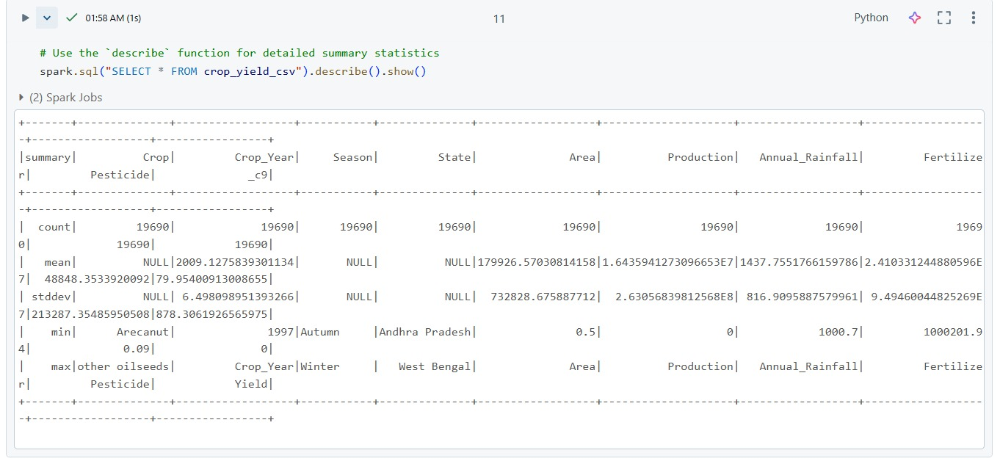 01:58 AM (1s) 11 Python
# Use the `describe` function for detailed summary statistics
spark.sql("SELECT * FROM crop_yield_csv").describe().show()
(2) Spark Jobs
+-------+--------------+-------------------+-----------+--------------+------------------+--------------------+------------------+------------------
-+------------------+-----------------+
|summary|          Crop|         Crop_Year|     Season|         State|              Area|          Production|   Annual_Rainfall|         Fertilize
r|         Pesticide|              _c9|
+-------+--------------+-------------------+-----------+--------------+------------------+--------------------+------------------+------------------
-+------------------+-----------------+
|  count|         19690|             19690|      19690|         19690|             19690|               19690|             19690|              1969
0|             19690|            19690|
|   mean|          NULL|2009.1275839301134|       NULL|          NULL|179926.57030814158|1.6435941273096653E7|1437.7551766159786|2.410331244880596E
7|  48848.3533920092|79.95400913008655|
| stddev|          NULL| 6.498098951393266|       NULL|          NULL|  732828.675887712|  2.63056839812568E8| 816.9095887579961| 9.49460044825269E
7|213287.35485950508|878.3061926565975|
|    min|      Arecanut|              1997|Autumn     |Andhra Pradesh|               0.5|                   0|            1000.7|         1000201.9
4|              0.09|                0|
|    max|other oilseeds|         Crop_Year|Winter     |   West Bengal|              Area|          Production|   Annual_Rainfall|         Fertilize
r|         Pesticide|            Yield|
+-------+--------------+-------------------+-----------+--------------+------------------+--------------------+------------------+------------------
-+------------------+-----------------+